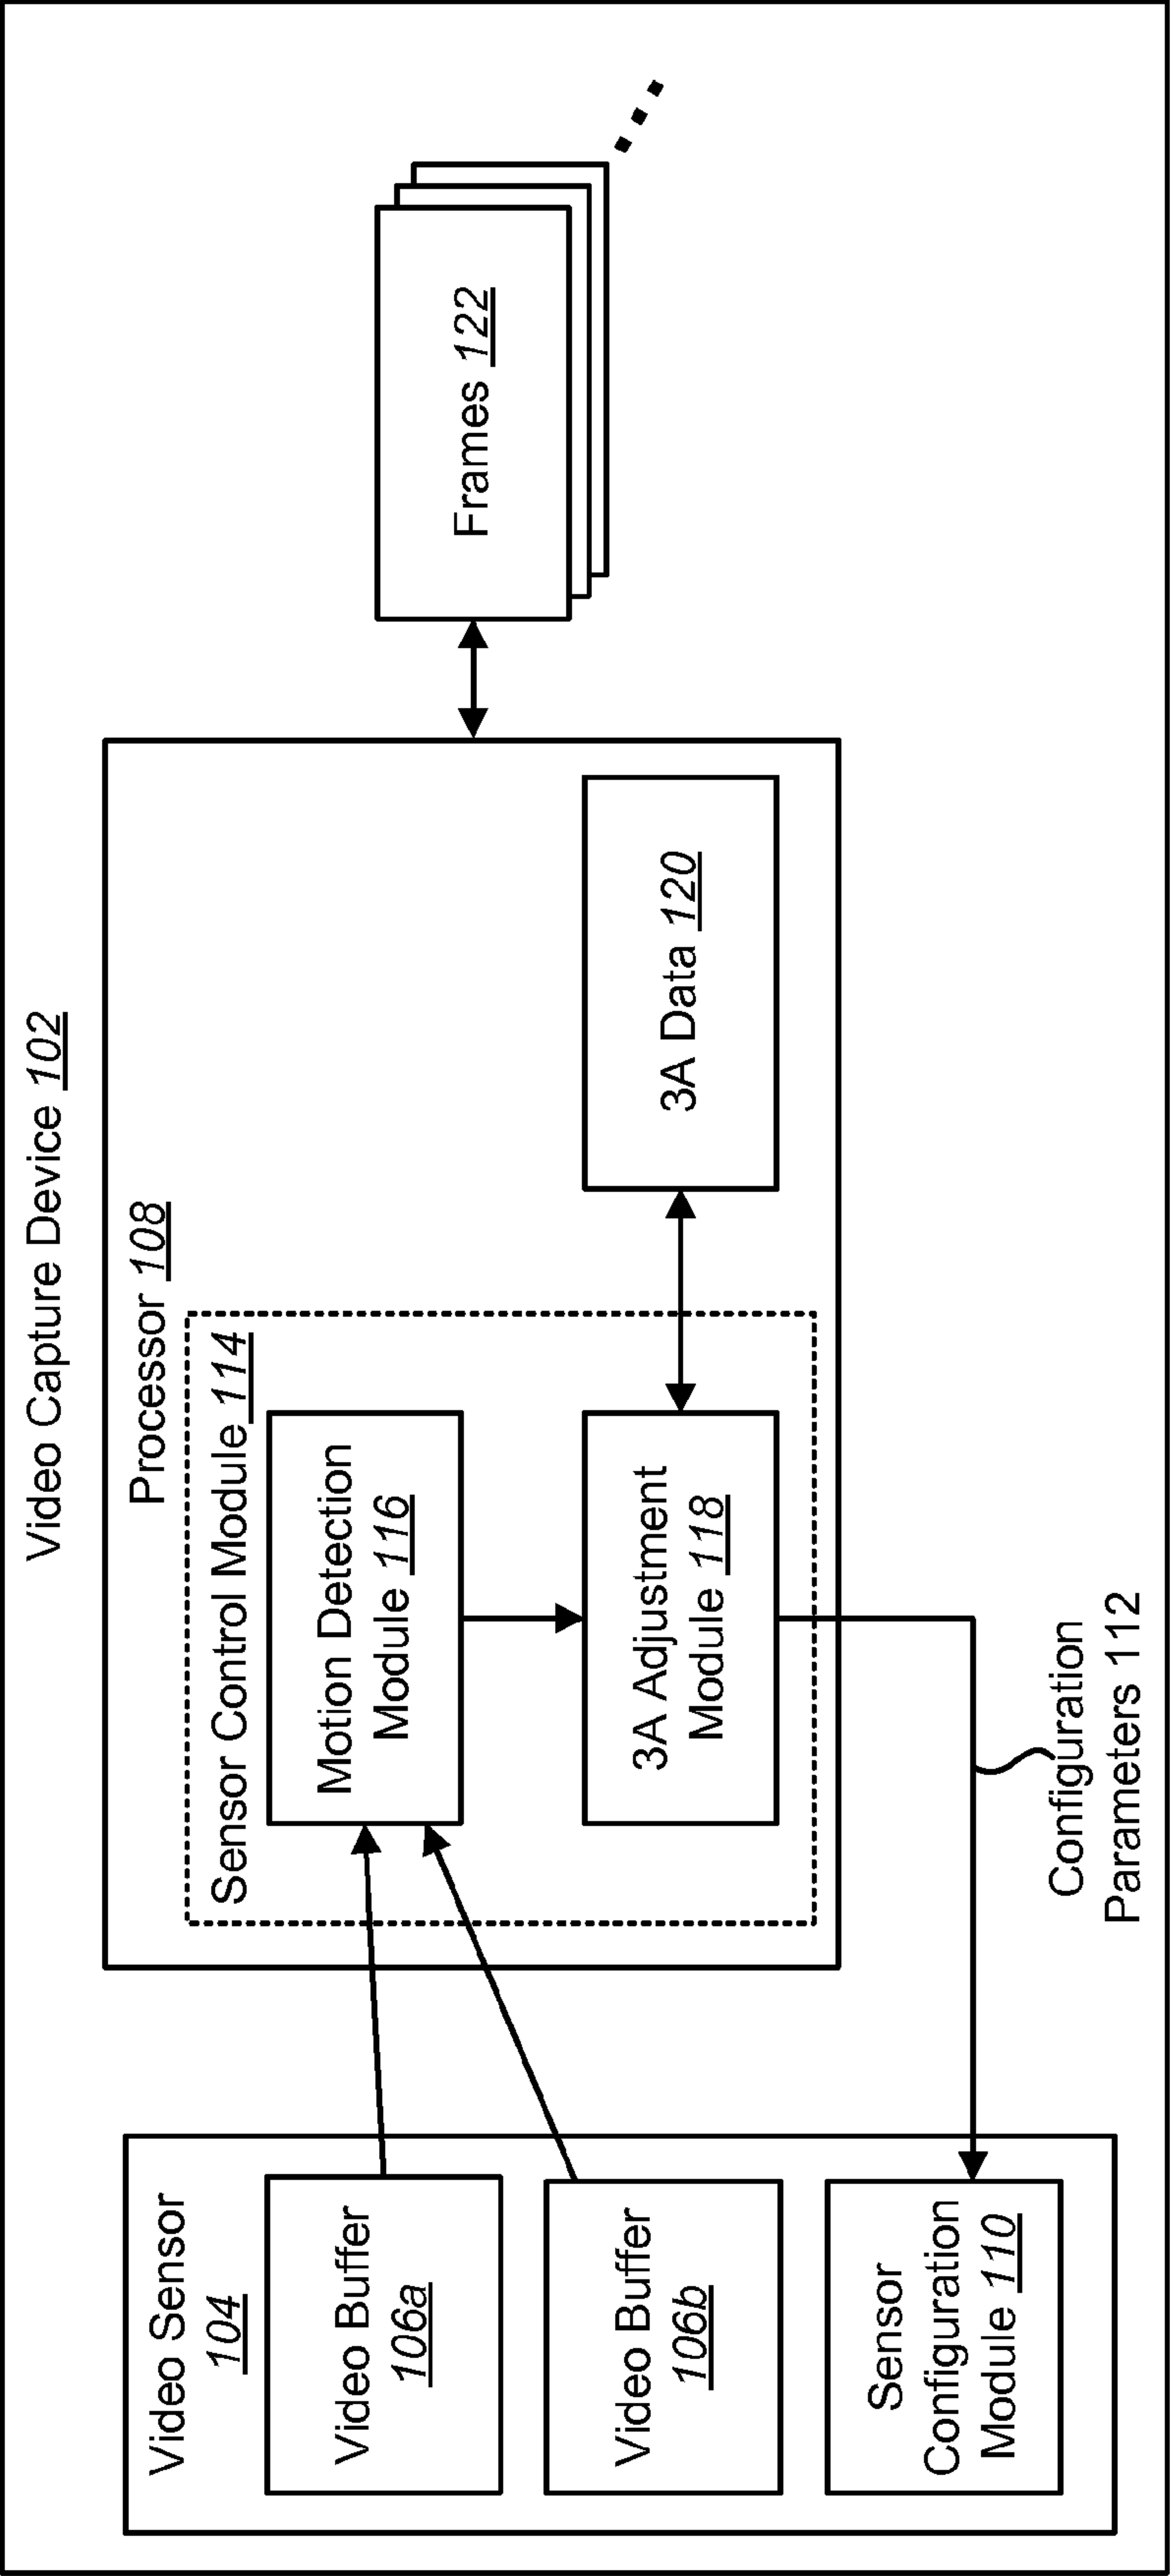 Video Capture Device 102
Video Sensor
104
Video Buffer
106a
Video Buffer
106b
Sensor
Configuration
Module 110
Processor 108
Sensor Control Module 114
Motion Detection
Module 116
3A Adjustment
Module 118
3A Data 120
Frames 122
Configuration
Parameters 112